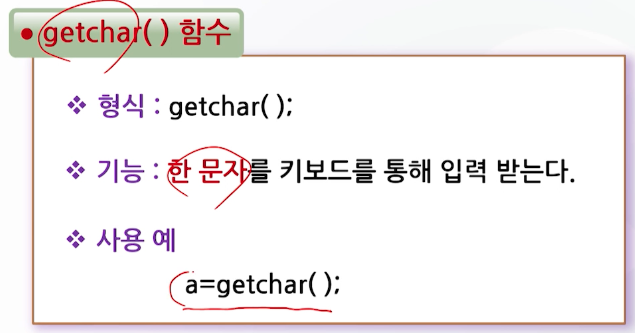 ● getchar( ) 함수
❖ 형식 : getchar( );
❖ 기능 : 한 문자를 키보드를 통해 입력 받는다.
❖ 사용 예
a=getchar( );